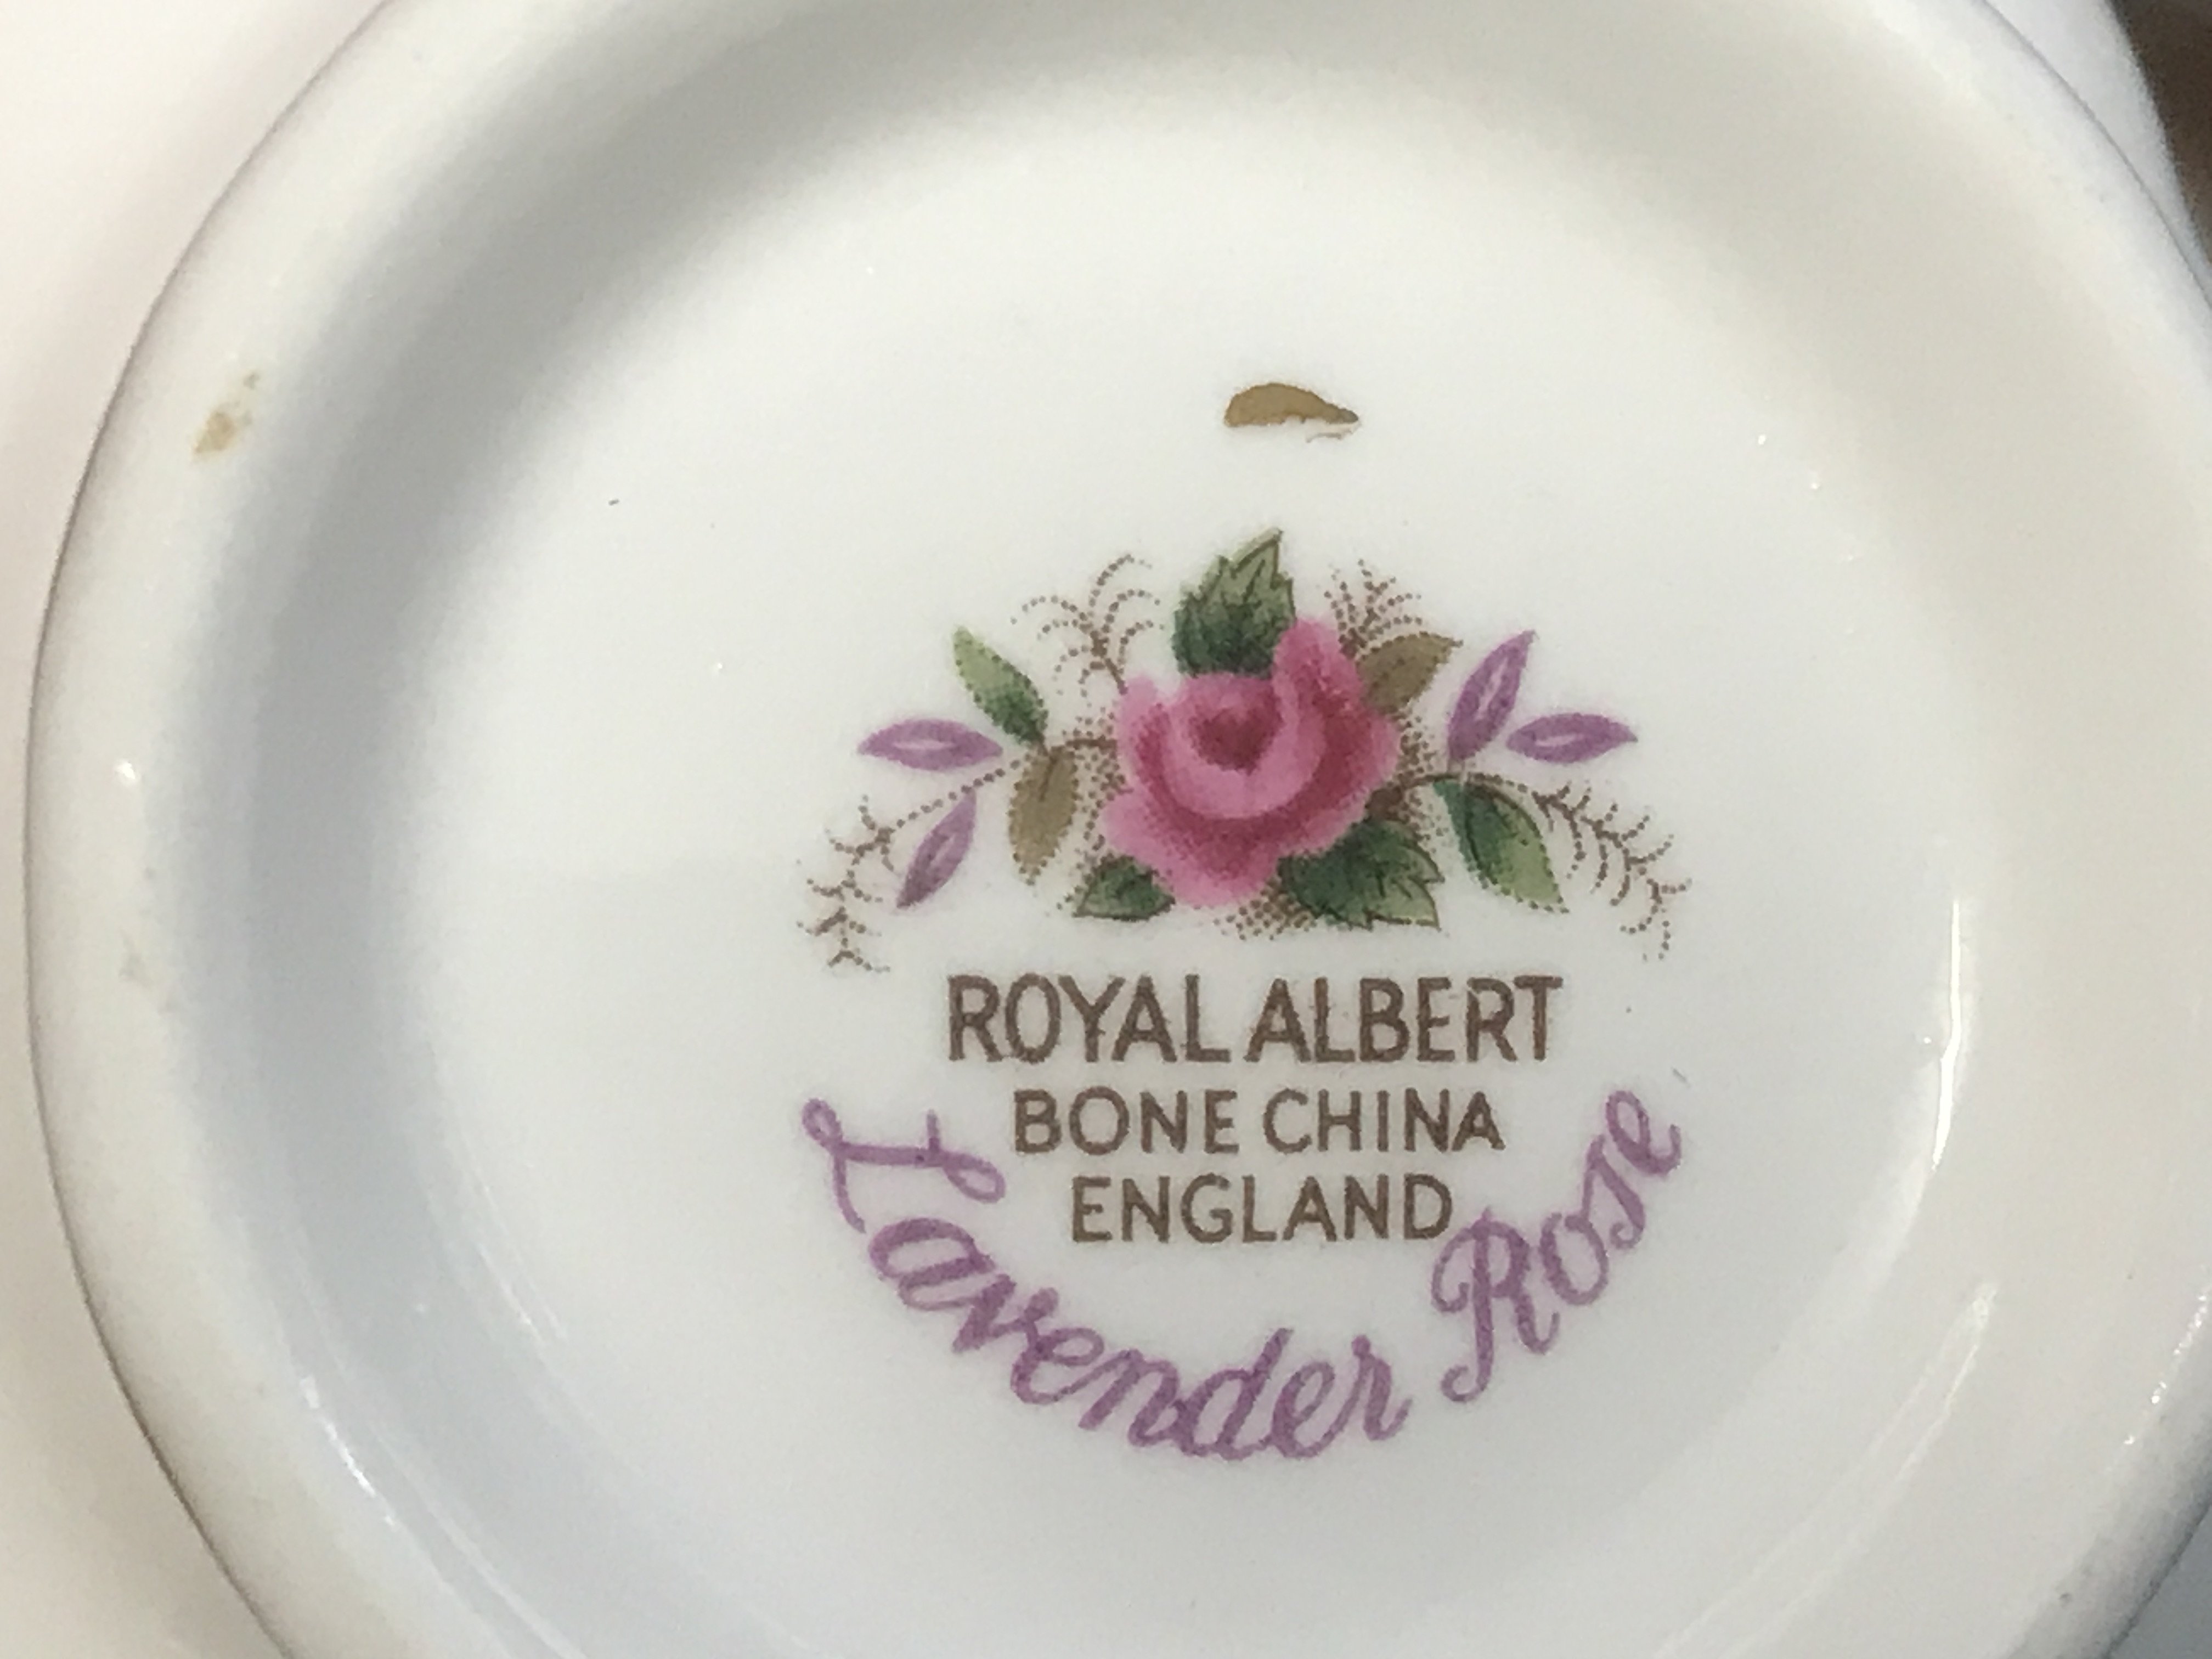 ROYAL ALBERT
BONE CHINA
ENGLAND
Lavender Rose